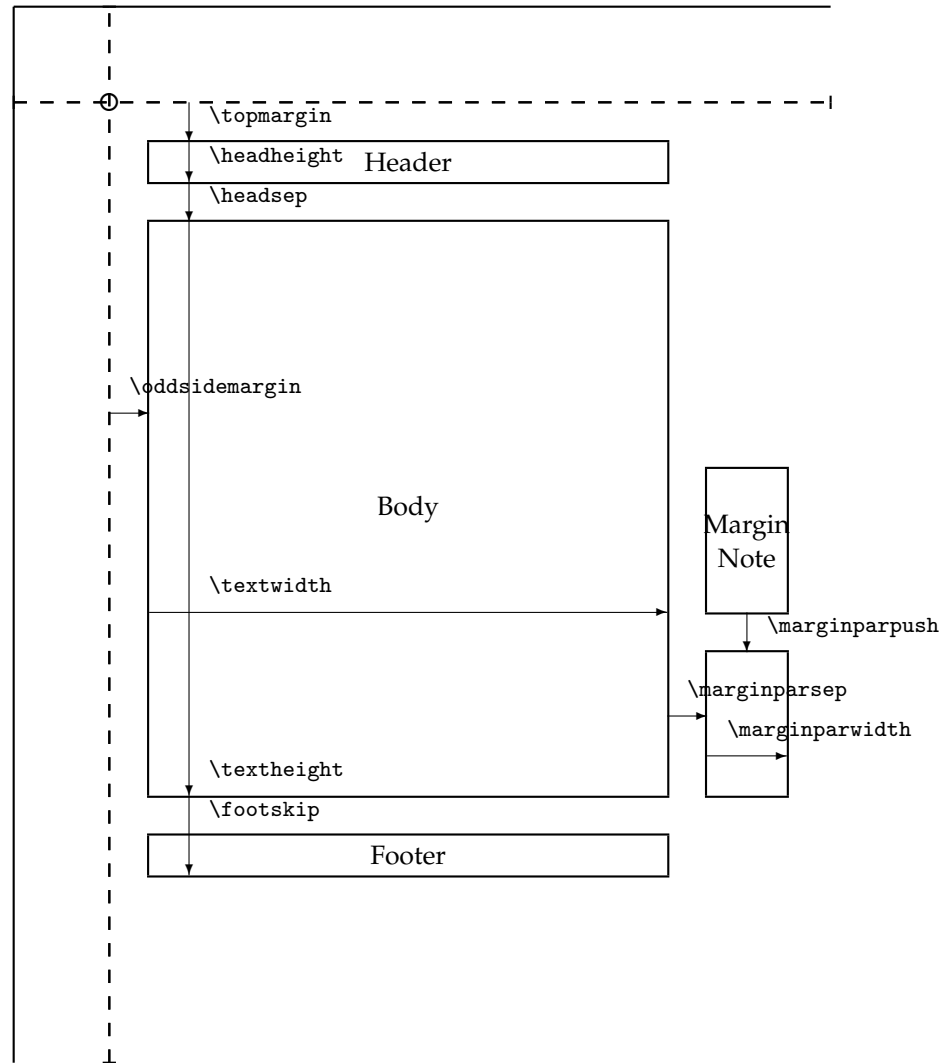 \topmargin
\headheight
Header
\headsep
\oddsidemargin
Body
Margin
Note
\textwidth
\marginparpush
\marginparsep
\marginparwidth
\textheight
\footskip
Footer